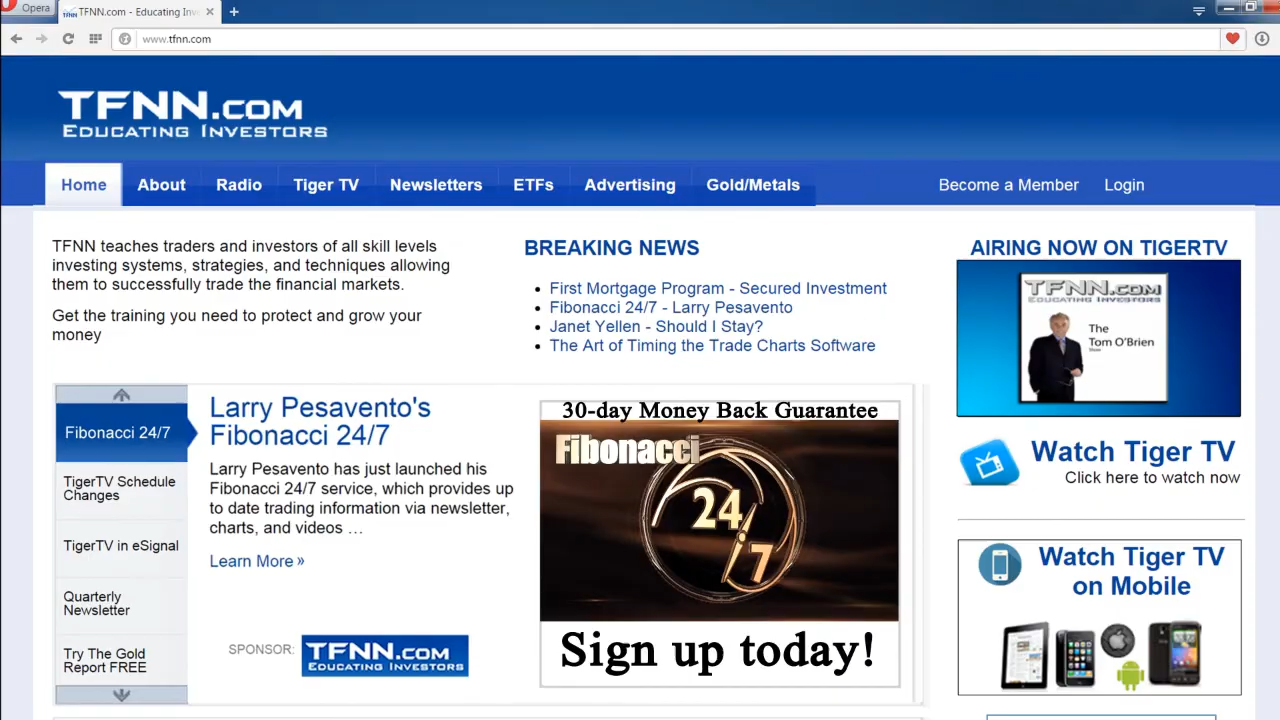 Opera
TFNN.com - Educating Inv
www.tfnn.com
TFNN.COM
EDUCATING INVESTORS
Home About Radio Tiger TV Newsletters ETFs Advertising Gold/Metals Become a Member Login
TFNN teaches traders and investors of all skill levels
investing systems, strategies, and techniques allowing
them to successfully trade the financial markets.
Get the training you need to protect and grow your
money
BREAKING NEWS
First Mortgage Program - Secured Investment
Fibonacci 24/7 - Larry Pesavento
Janet Yellen - Should I Stay?
The Art of Timing the Trade Charts Software
AIRING NOW ON TIGERTV
TFNN.COM
EDUCATING INVESTORS
The
Tom O'Brien
Show
Watch Tiger TV
Click here to watch now
Watch Tiger TV
on Mobile
Fibonacci 24/7
TigerTV Schedule
Changes
TigerTV in eSignal
Quarterly
Newsletter
Try The Gold
Report FREE
Larry Pesavento's
Fibonacci 24/7
Larry Pesavento has just launched his
Fibonacci 24/7 service, which provides up
to date trading information via newsletter,
charts, and videos …
Learn More »
SPONSOR:
TFNN.COM
EDUCATING INVESTORS
30-day Money Back Guarantee
Fibonacci
24/7
Sign up today!